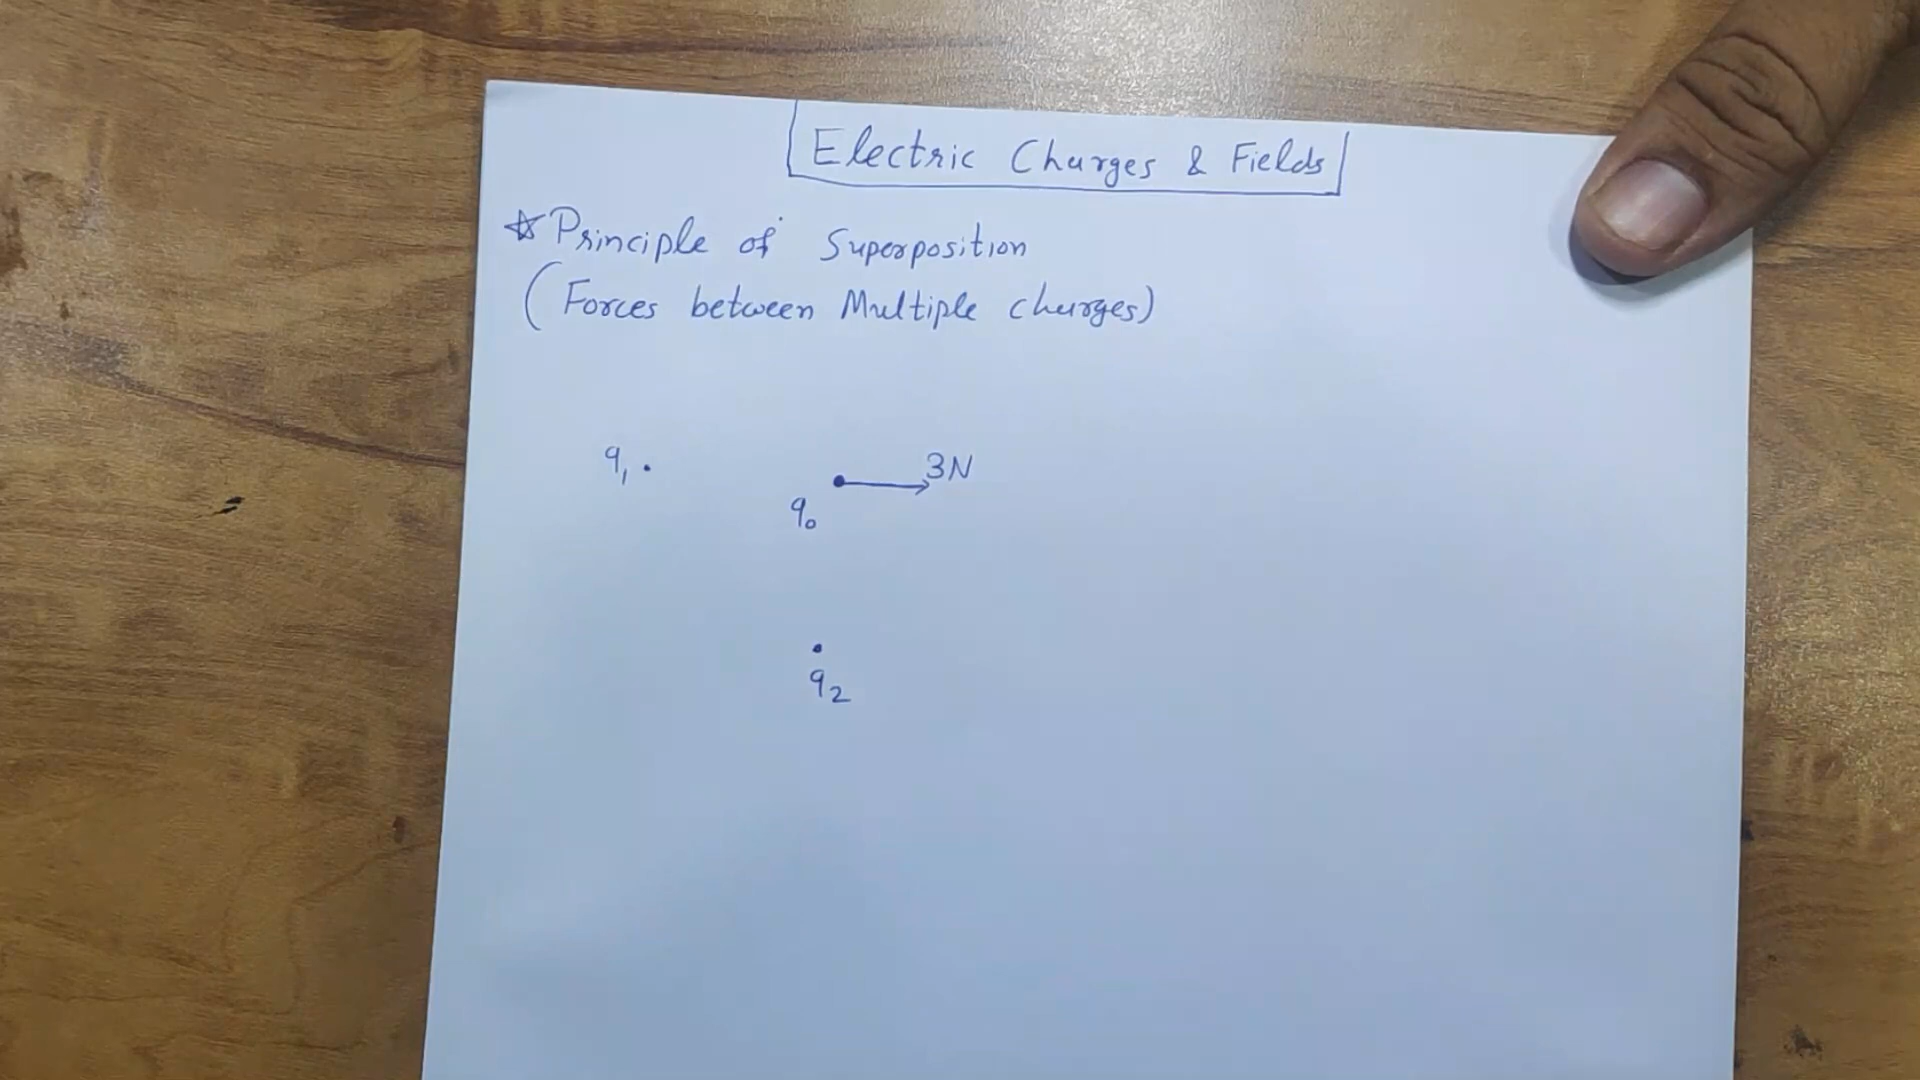 Electric Charges & Fields
☆ Principle of Superposition
(Forces between Multiple charges)
q₁
3N
q₀
q₂